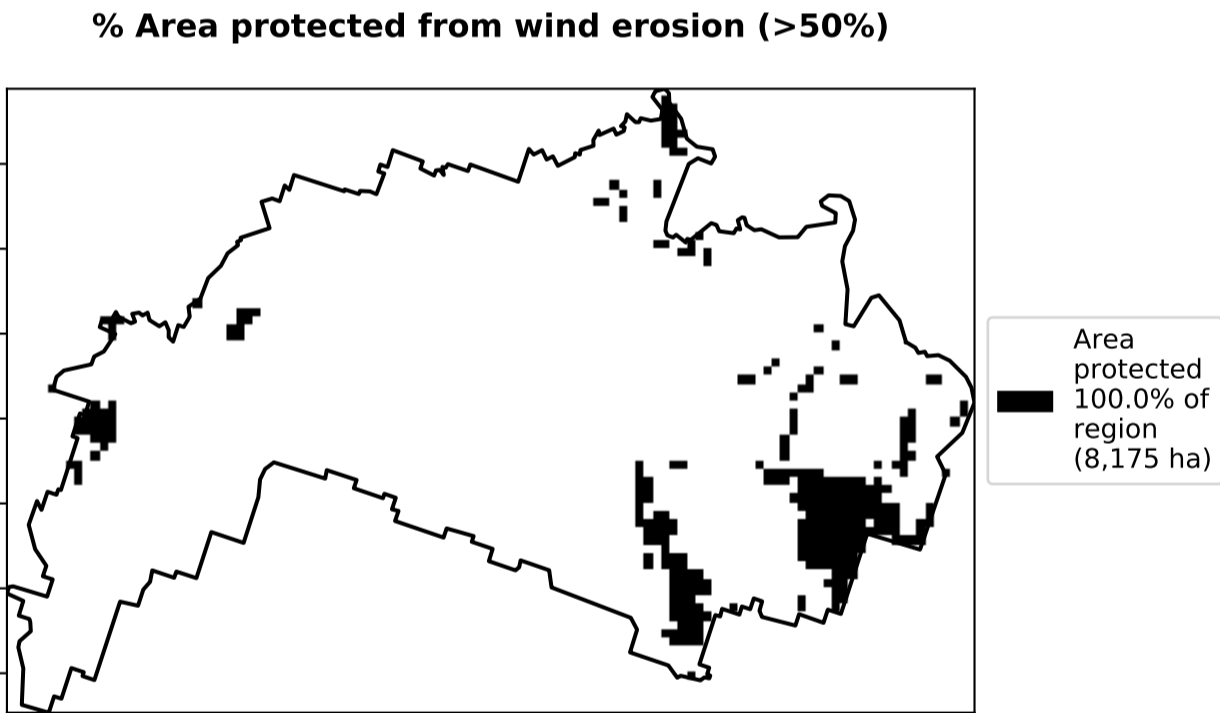 % Area protected from wind erosion (>50%)
Area
protected
100.0% of
region
(8,175 ha)